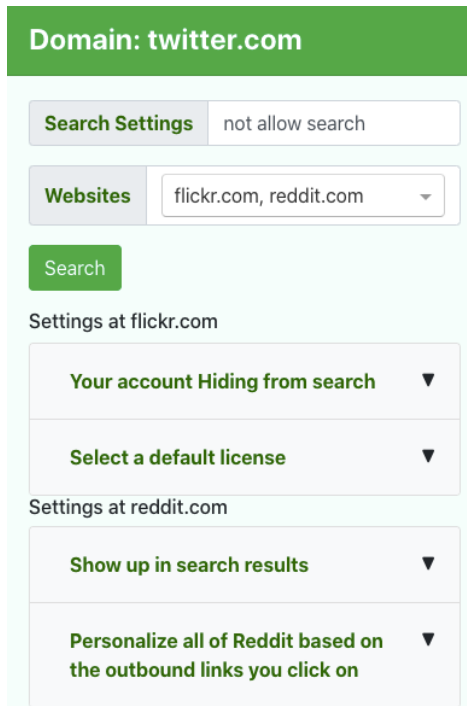 Domain: twitter.com
Search Settings not allow search
Websites flickr.com, reddit.com
Search
Settings at flickr.com
Your account Hiding from search
Select a default license
Settings at reddit.com
Show up in search results
Personalize all of Reddit based on
the outbound links you click on